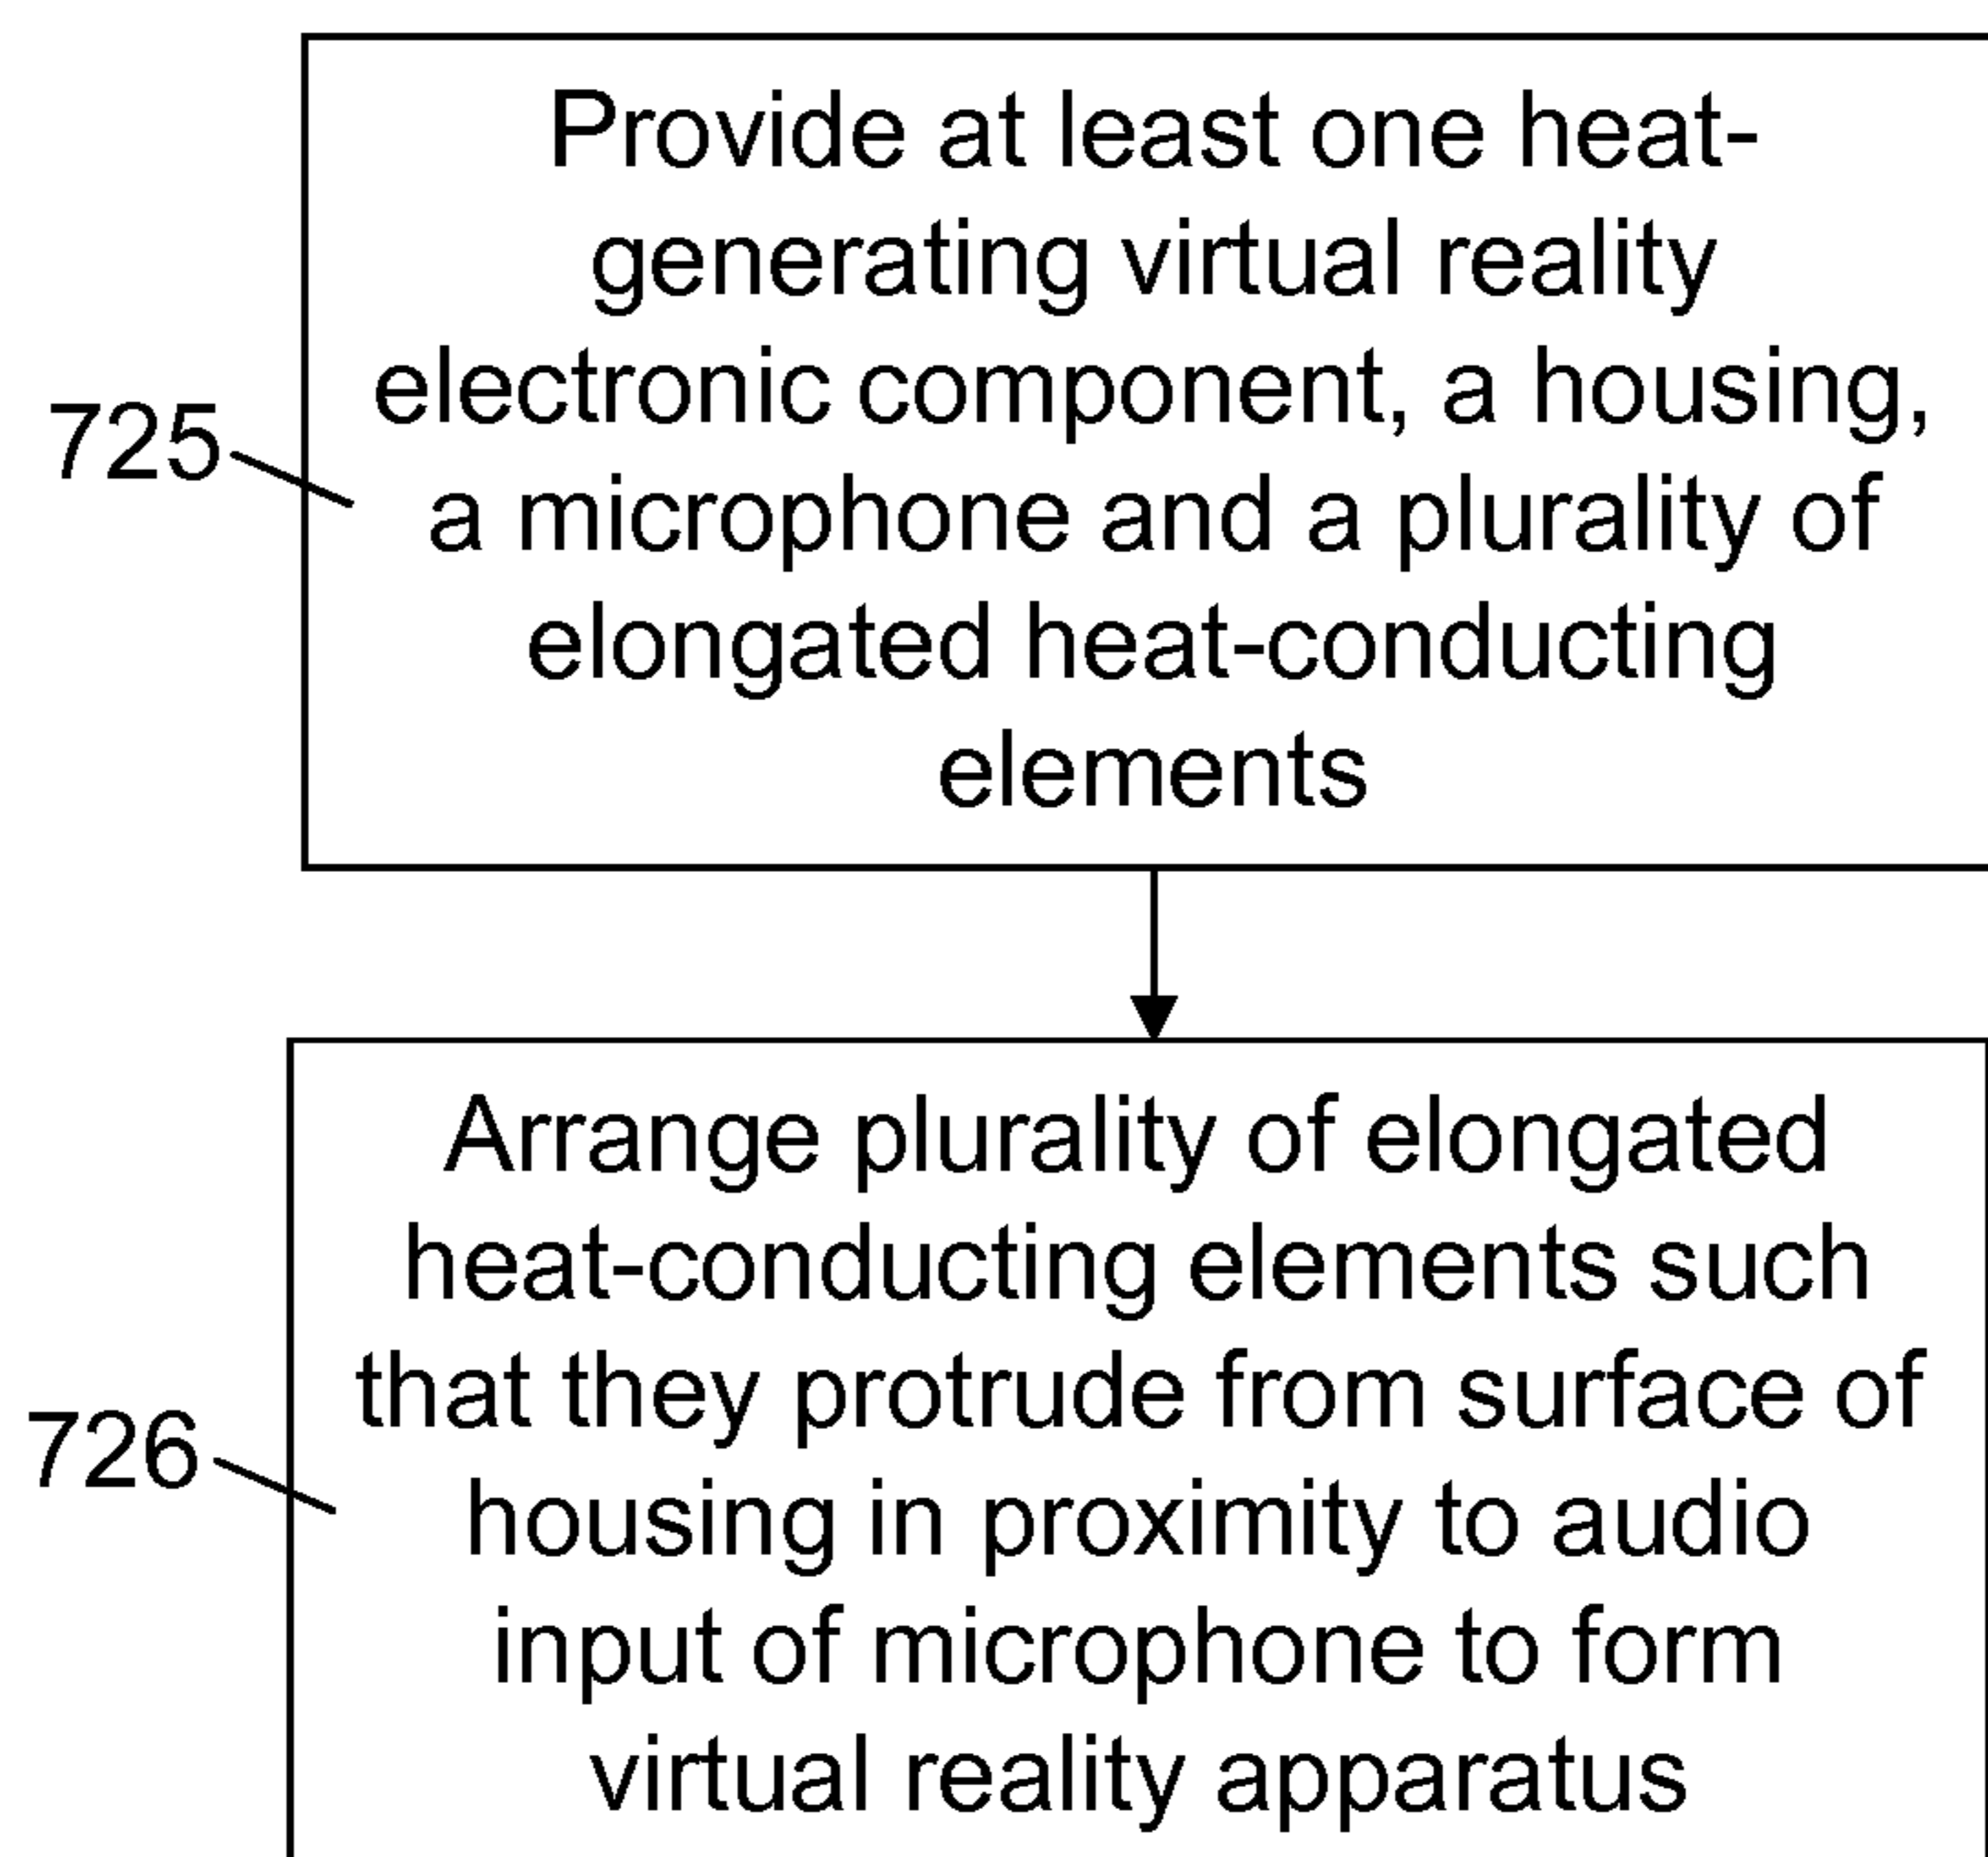 Provide at least one heat-
generating virtual reality
electronic component, a housing,
725
a microphone and a plurality of
elongated heat-conducting
elements
Arrange plurality of elongated
heat-conducting elements such
that they protrude from surface of
726
housing in proximity to audio
input of microphone to form
virtual reality apparatus